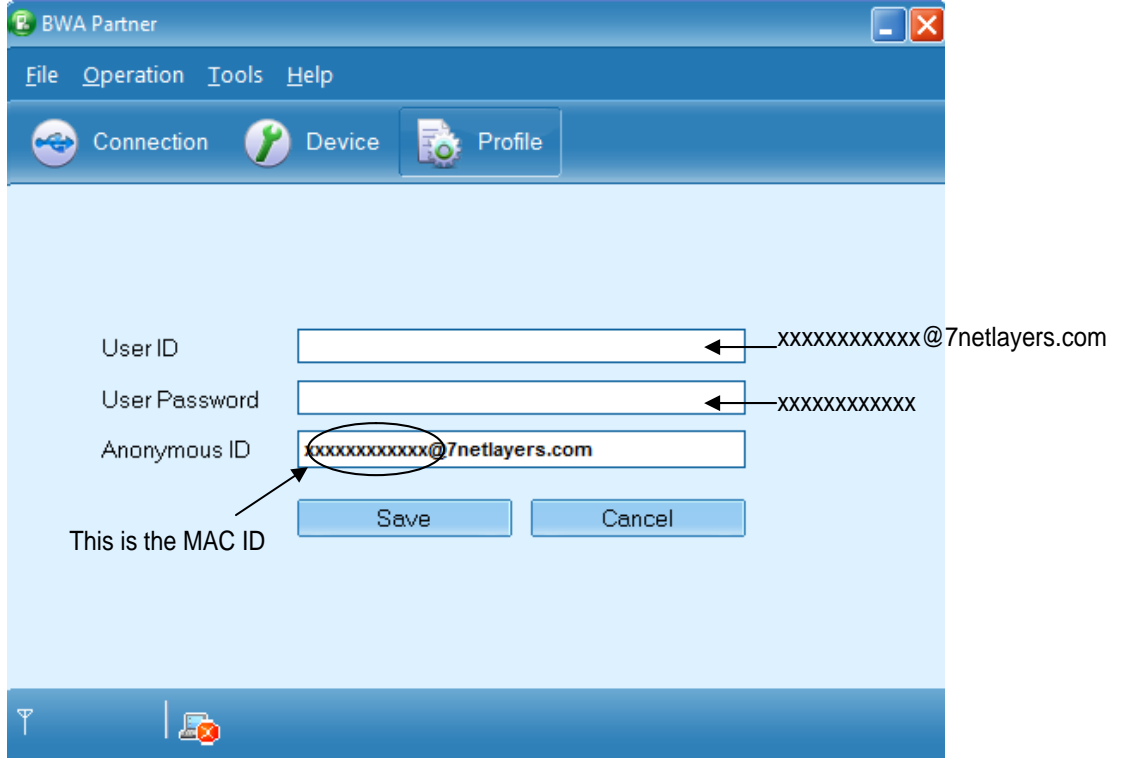 BWA Partner
File Operation Tools Help
Connection Device Profile
User ID
xxxxxxxxxxxx@7netlayers.com
User Password
xxxxxxxxxxxx
Anonymous ID
xxxxxxxxxxxx@7netlayers.com
Save Cancel
This is the MAC ID